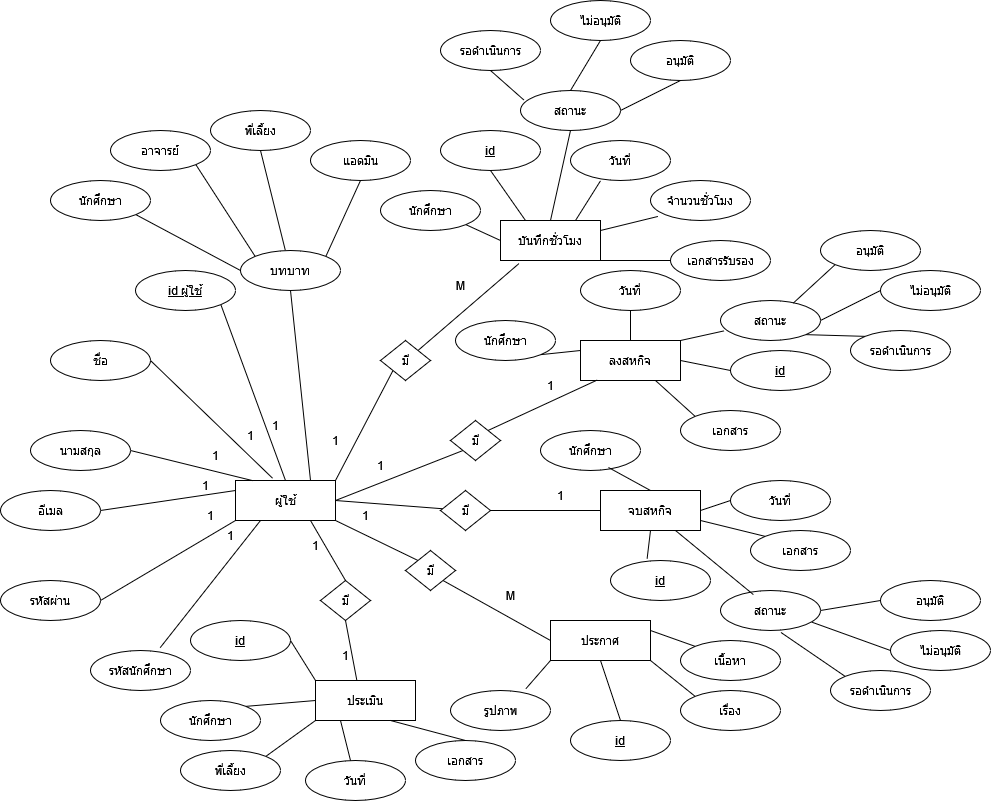 ไม่อนุมัติ
รอดำเนินการ
อนุมัติ
สถานะ
พี่เลี้ยง
อาจารย์
แอดมิน
นักศึกษา
บทบาท
id
วันที่
จำนวนชั่วโมง
นักศึกษา
บันทึกชั่วโมง
เอกสารรับรอง
id ผู้ใช้
M
วันที่
อนุมัติ
ไม่อนุมัติ
สถานะ
รอดำเนินการ
นักศึกษา
ลงสหกิจ
id
เอกสาร
ชื่อ
มี
1
มี
นามสกุล
1
1
1
1
1
อีเมล
1
ผู้ใช้
รหัสผ่าน
1
1
1
1
มี
1
นักศึกษา
จบสหกิจ
วันที่
เอกสาร
id
สถานะ
อนุมัติ
ไม่อนุมัติ
รอดำเนินการ
มี
M
มี
1
รหัสนักศึกษา
id
ประเมิน
นักศึกษา
พี่เลี้ยง
วันที่
เอกสาร
ประกาศ
เนื้อหา
เรื่อง
รูปภาพ
id